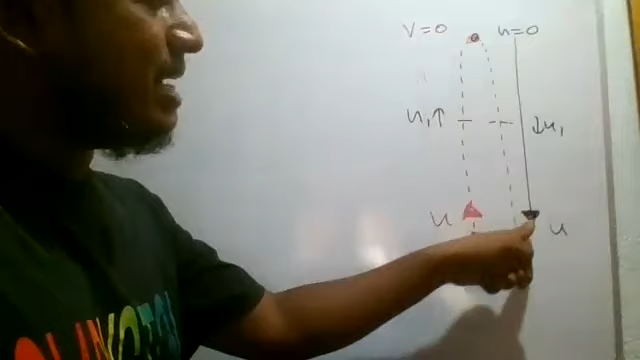 V=0 u=0
u₁↑ ↓u₁
u u